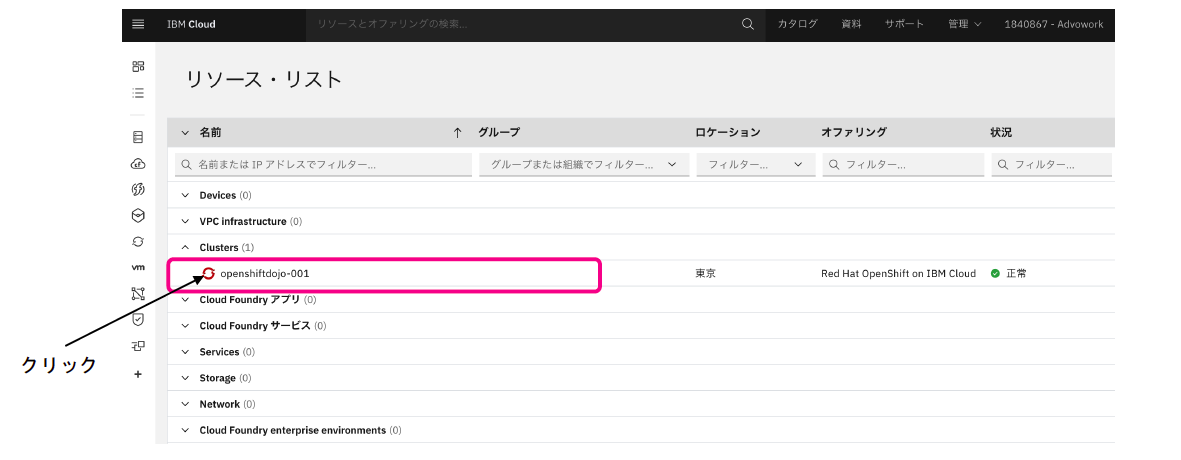 IBM Cloud リソースとオファリングの検索... カタログ 資料 サポート 管理 1840867 - Advowork
リソース・リスト
名前 グループ ロケーション オファリング 状況
名前または IP アドレスでフィルター... グループまたは組織でフィルター... フィルター... フィルター... フィルター...
Devices (0)
VPC infrastructure (0)
Clusters (1)
openshiftdojo-001 東京 Red Hat OpenShift on IBM Cloud 正常
Cloud Foundry アプリ (0)
Cloud Foundry サービス (0)
Services (0)
Storage (0)
Network (0)
Cloud Foundry enterprise environments (0)
vm
クリック